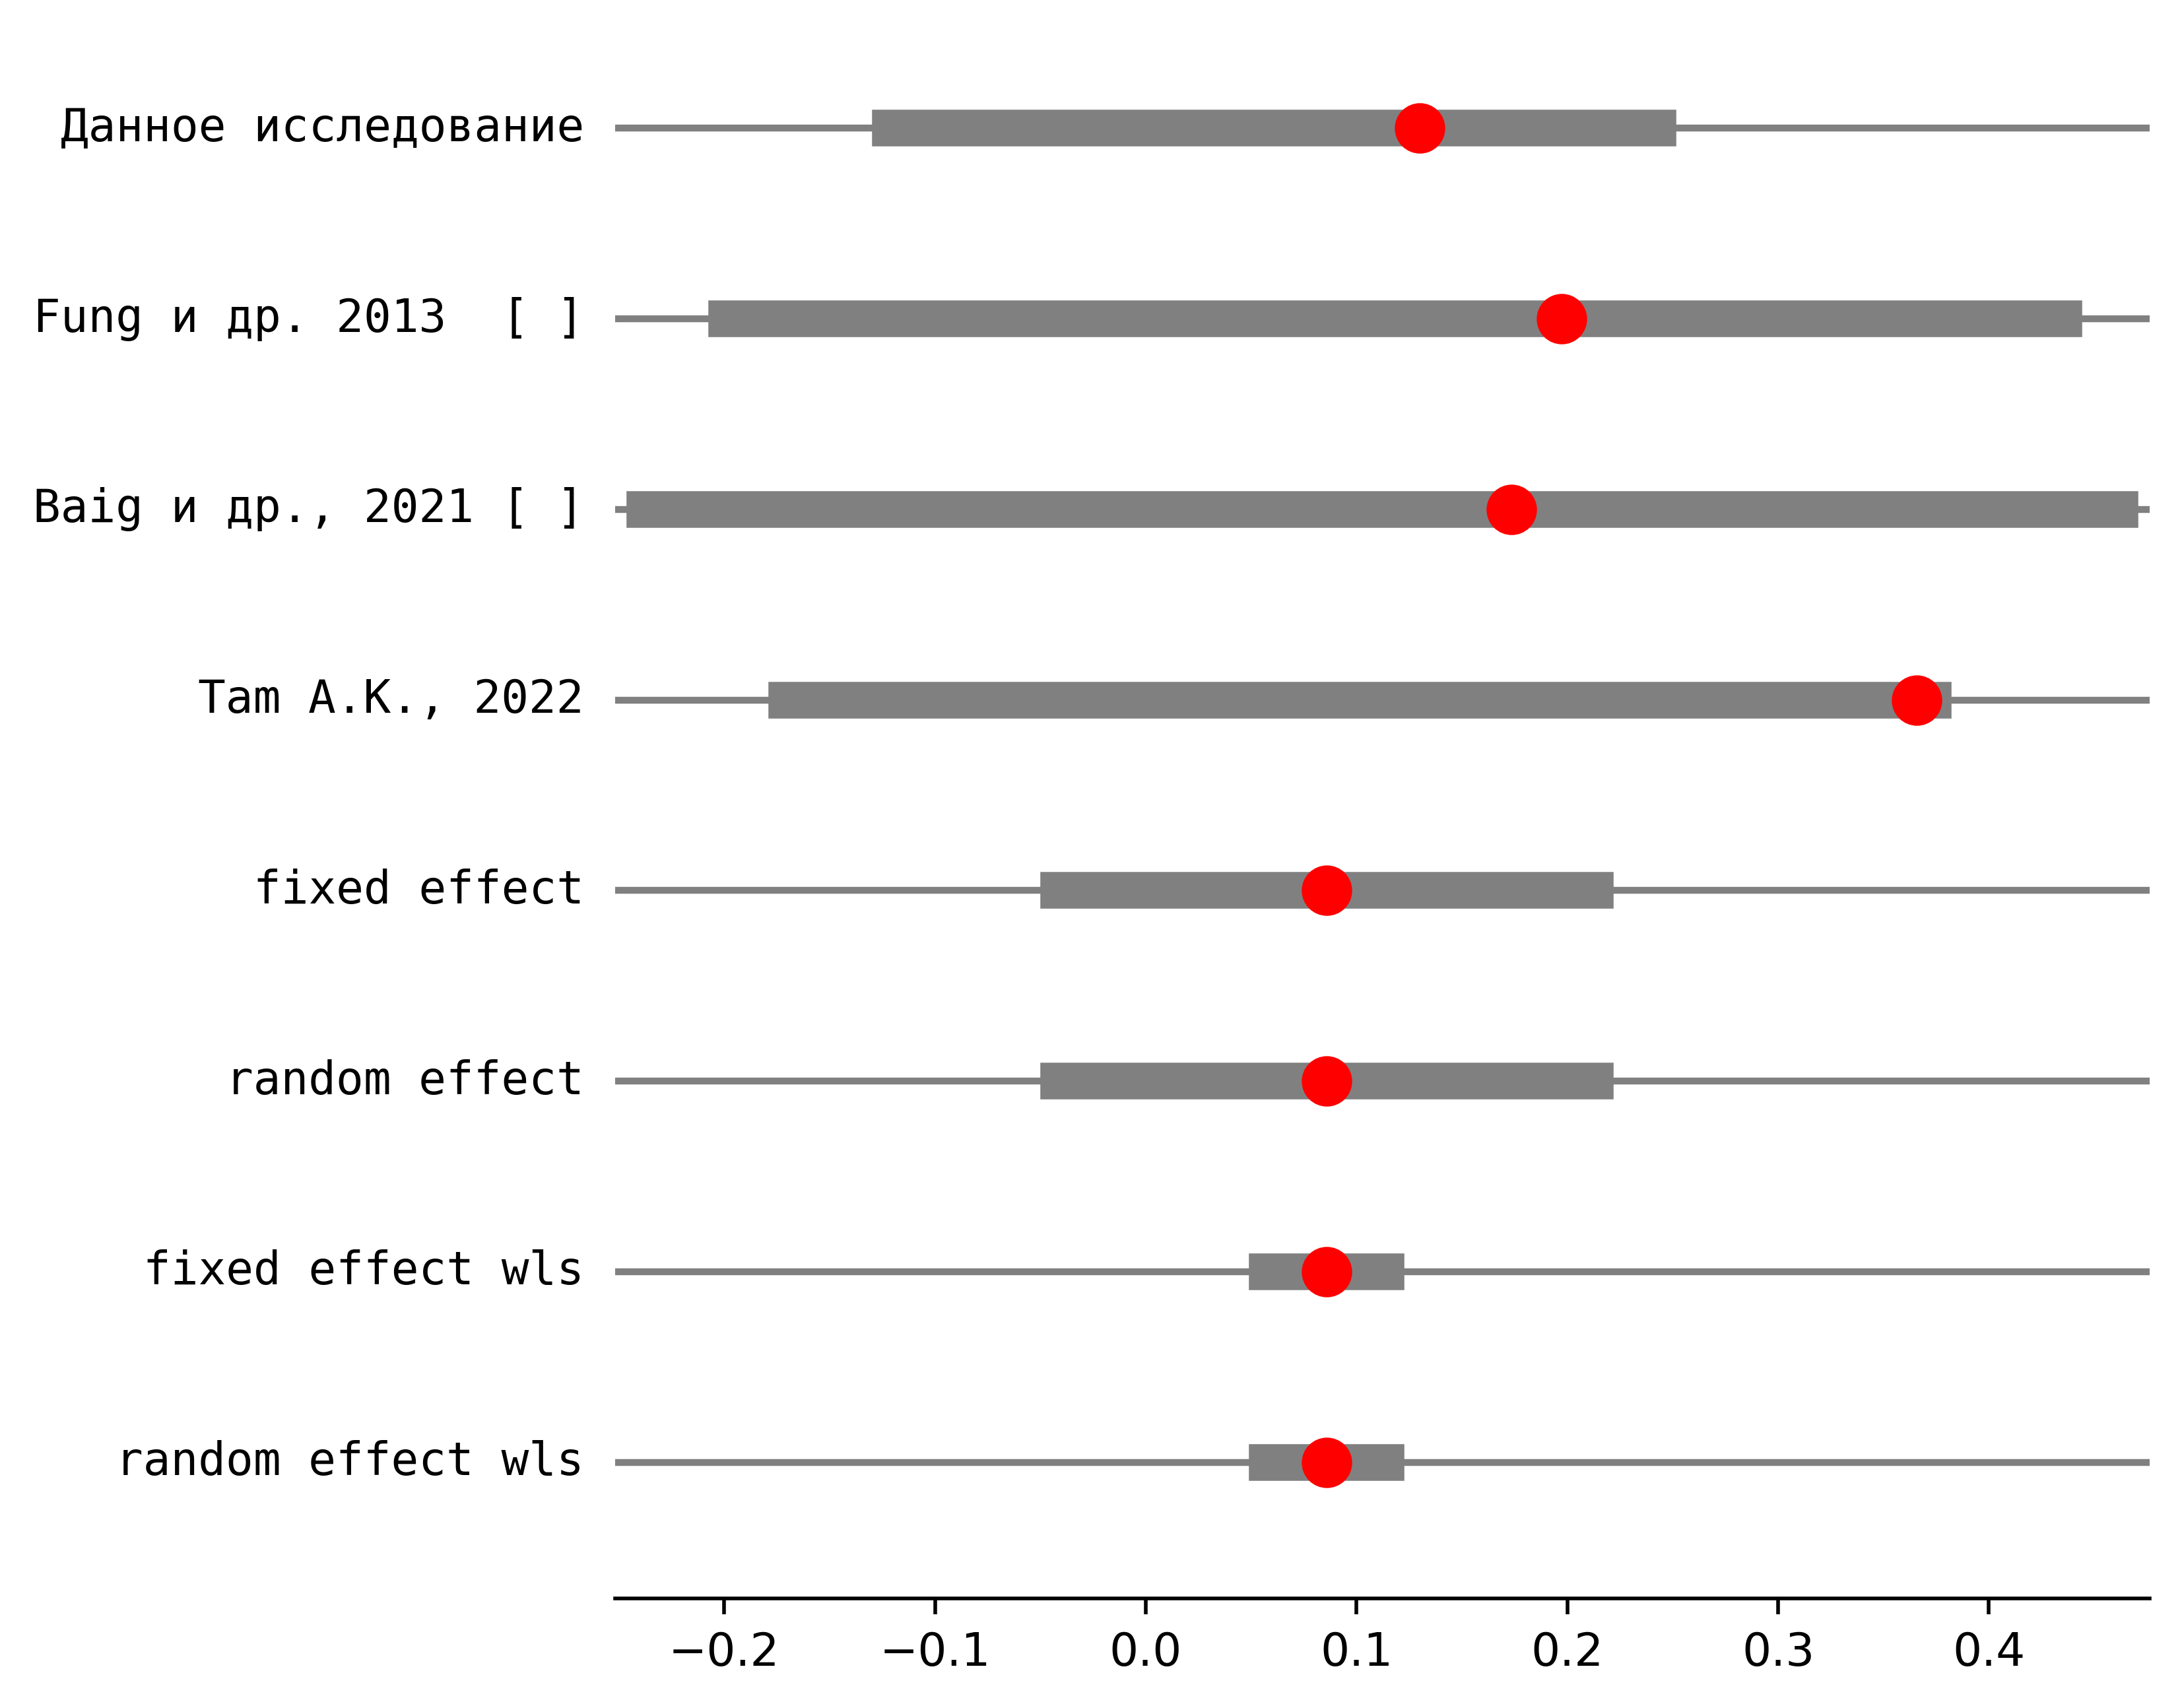 Данное исследование
Fung и др. 2013 [ ]
Baig и др., 2021 [ ]
Tam A.K., 2022
fixed effect
random effect
fixed effect wls
random effect wls
−0.2 −0.1 0.0 0.1 0.2 0.3 0.4